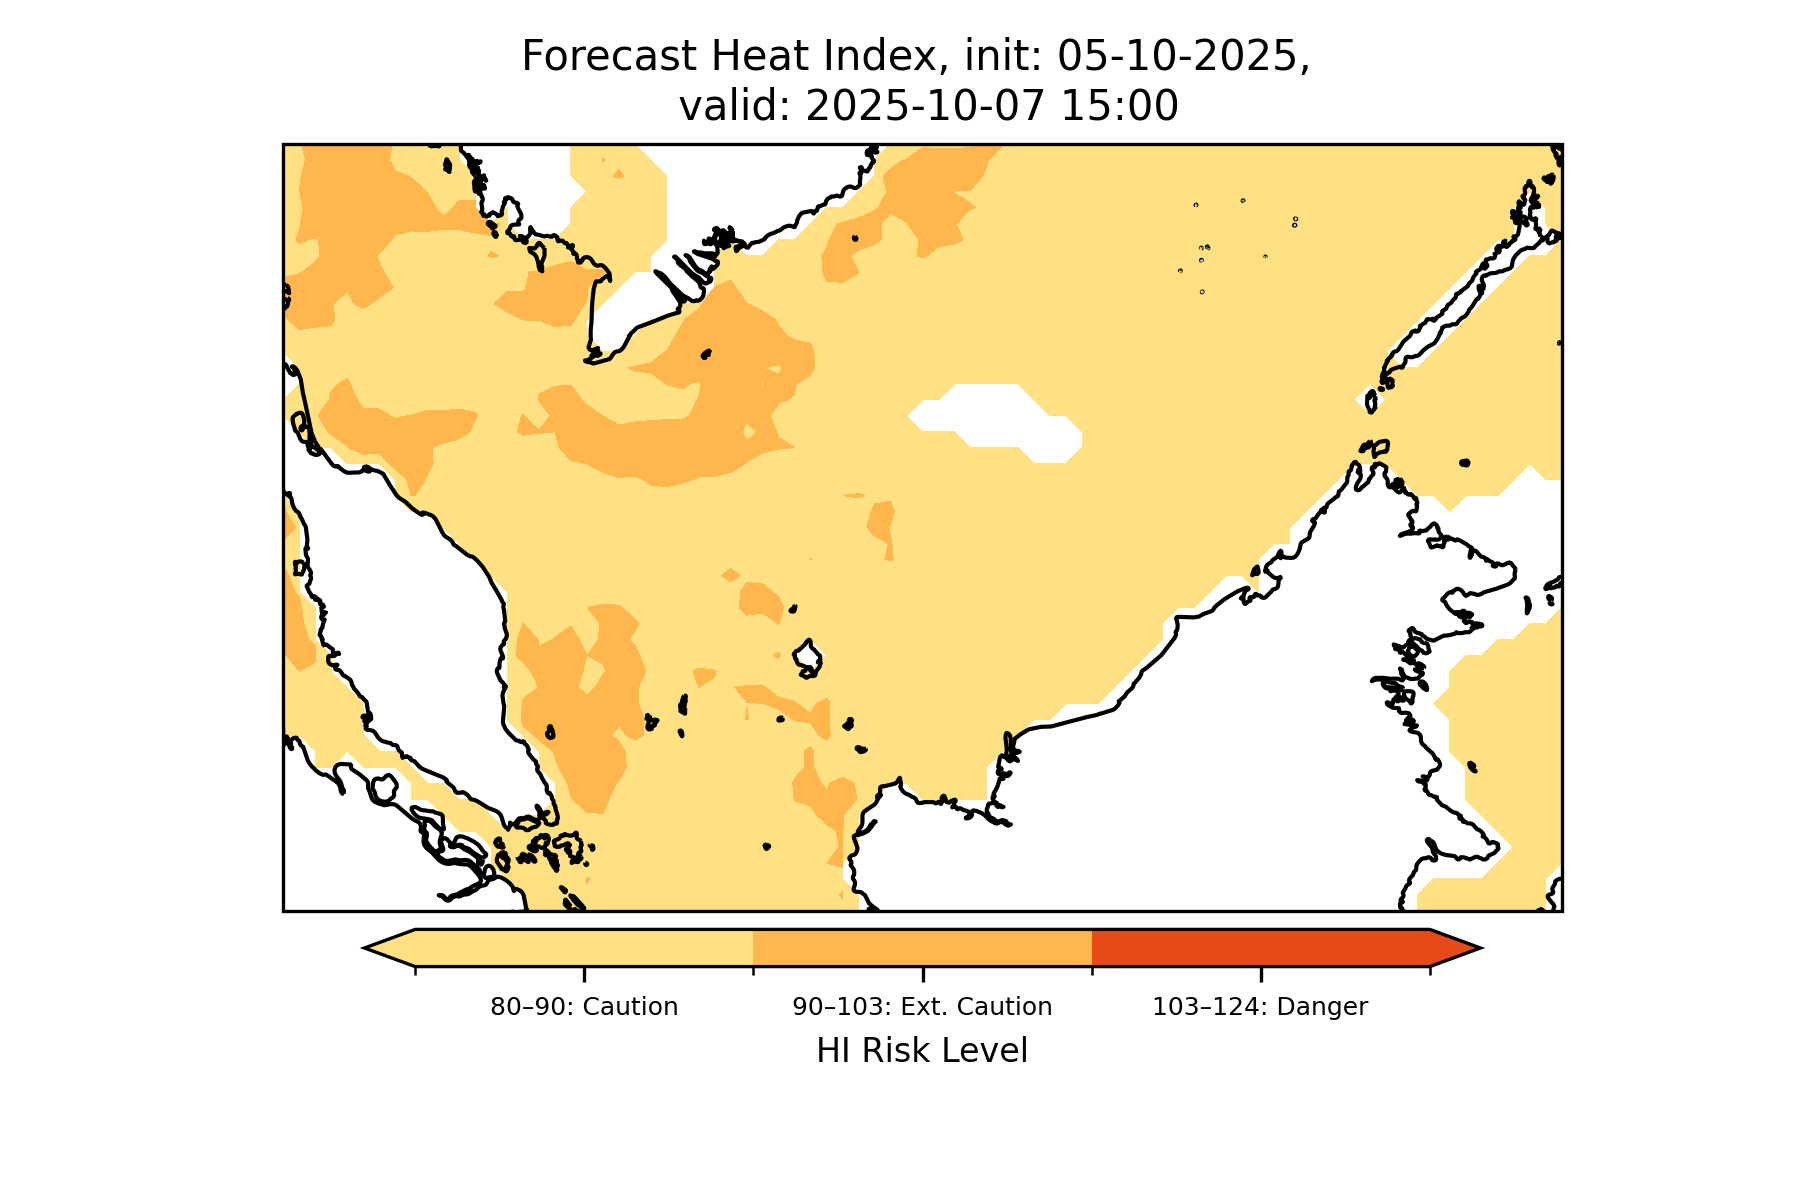 Forecast Heat Index, init: 05-10-2025,
valid: 2025-10-07 15:00
80–90: Caution
90–103: Ext. Caution
103–124: Danger
HI Risk Level